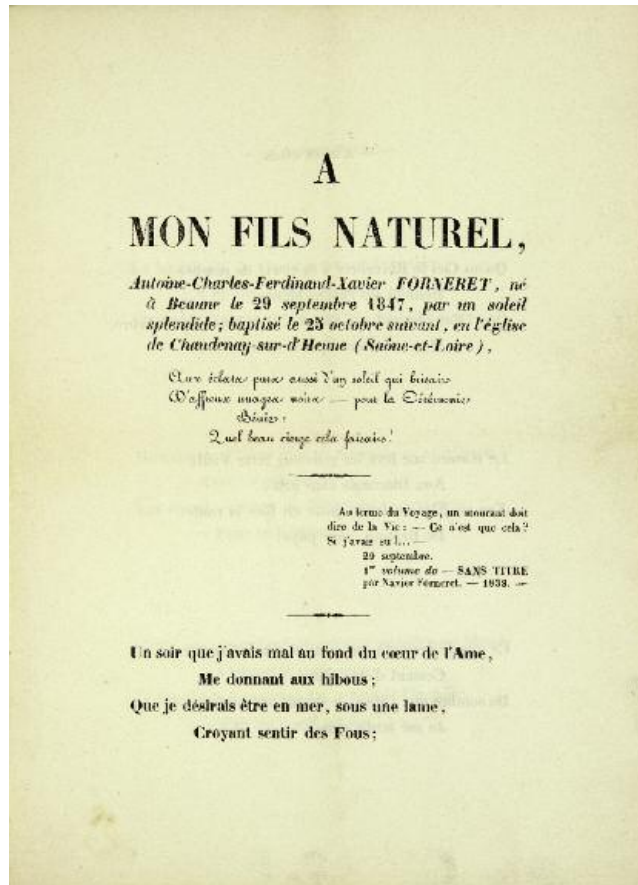 A
MON FILS NATUREL,
Antoine-Charles-Ferdinand-Xavier FORNERET, né
à Beaune le 29 septembre 1847, par un soleil
splendide; baptisé le 25 octobre suivant, en l'église
de Chaudenay-sur-d'Heune (Saône-et-Loire),
Aux éclats purs aussi d'un soleil qui brisait
D'affreux nuages noirs — pour la Cérémonie
Bénie:
Quel beau cierge cela faisait!
Au terme du Voyage, un mourant doit
dire de la Vie: — Ce n'est que cela?
Si j'avais su!... —
29 septembre.
1er volume de — SANS TITRE
par Xavier Forneret. — 1838. —
Un soir que j'avais mal au fond du cœur de l'Ame,
Me donnant aux hibous;
Que je désirais être en mer, sous une lame,
Croyant sentir des Fous;